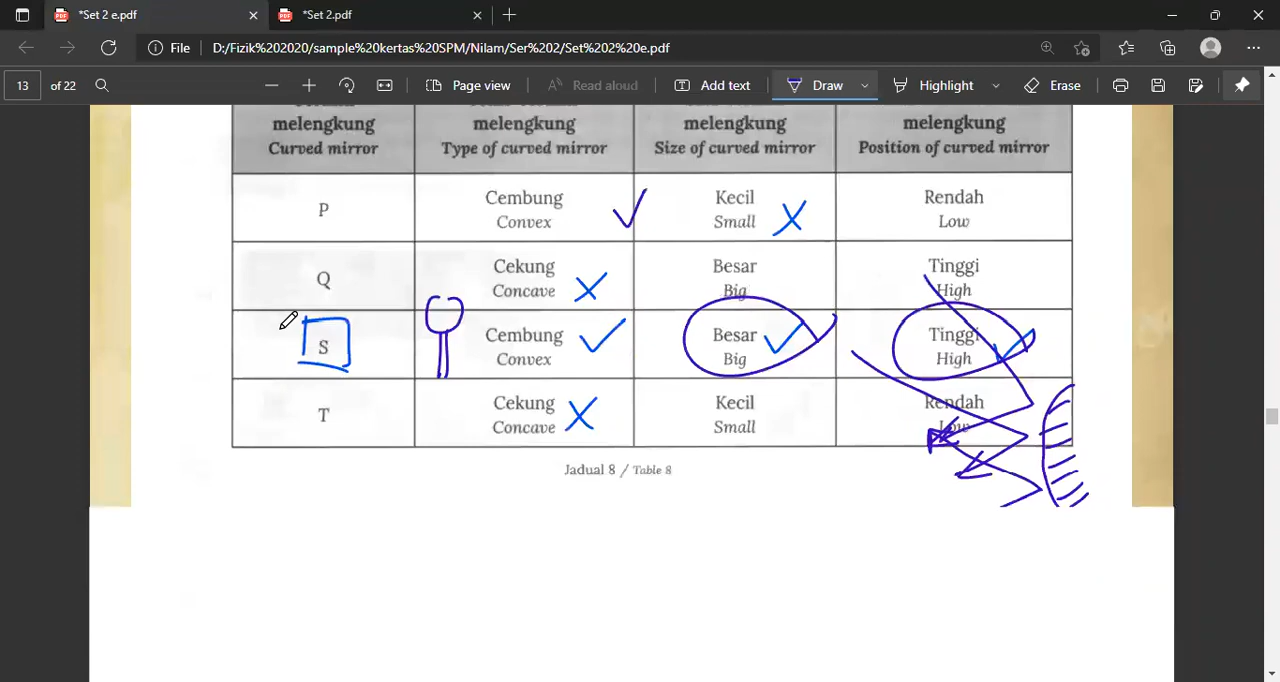 *Set 2 e.pdf
*Set 2.pdf
File D:/Fizik%202020/sample%20kertas%20SPM/Nilam/Ser%202/Set%202%20e.pdf
13 of 22 Page view Read aloud Add text Draw Highlight Erase
melengkung melengkung melengkung melengkung
Curved mirror Type of curved mirror Size of curved mirror Position of curved mirror
P Cembung Kecil Rendah
Convex Small Low
Q Cekung Besar Tinggi
Concave Big High
S Cembung Besar Tinggi
Convex Big High
T Cekung Kecil Rendah
Concave Small Low
Jadual 8 / Table 8